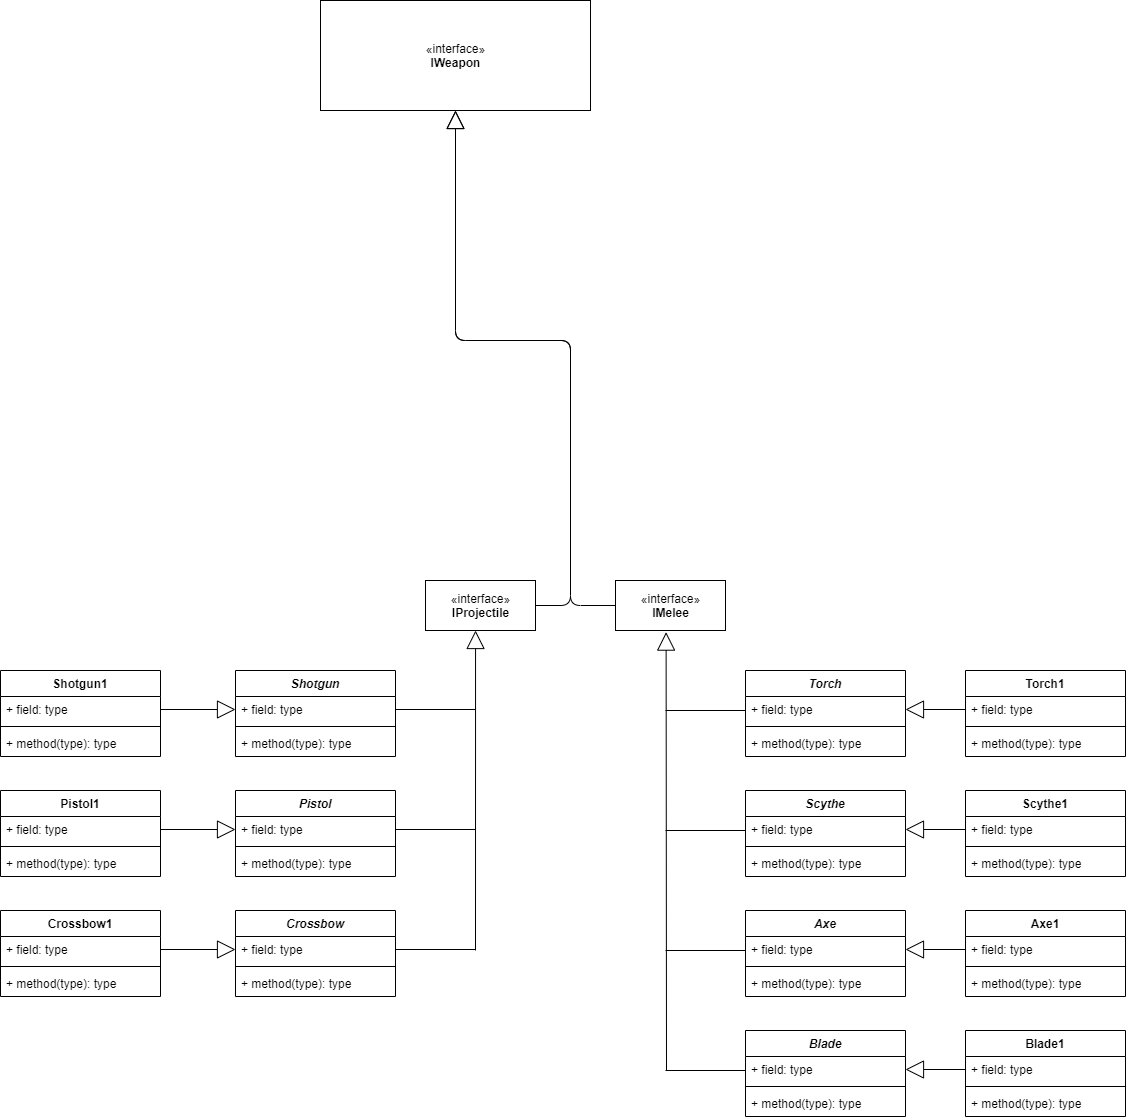 «interface»
IWeapon
«interface»
IProjectile
«interface»
IMelee
Shotgun1
+ field: type
+ method(type): type
Shotgun
+ field: type
+ method(type): type
Torch
+ field: type
+ method(type): type
Torch1
+ field: type
+ method(type): type
Pistol1
+ field: type
+ method(type): type
Pistol
+ field: type
+ method(type): type
Scythe
+ field: type
+ method(type): type
Scythe1
+ field: type
+ method(type): type
Crossbow1
+ field: type
+ method(type): type
Crossbow
+ field: type
+ method(type): type
Axe
+ field: type
+ method(type): type
Axe1
+ field: type
+ method(type): type
Blade
+ field: type
+ method(type): type
Blade1
+ field: type
+ method(type): type